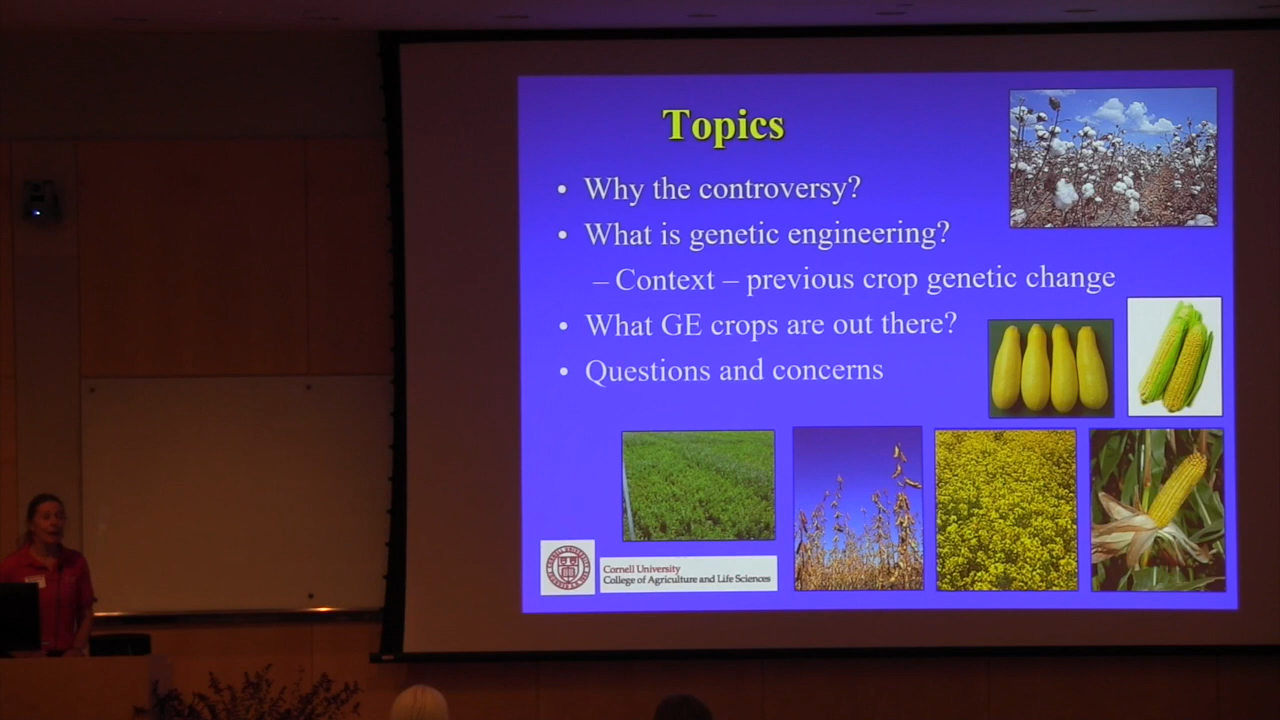 Topics
• Why the controversy?
• What is genetic engineering?
– Context – previous crop genetic change
• What GE crops are out there?
• Questions and concerns
Cornell University
College of Agriculture and Life Sciences